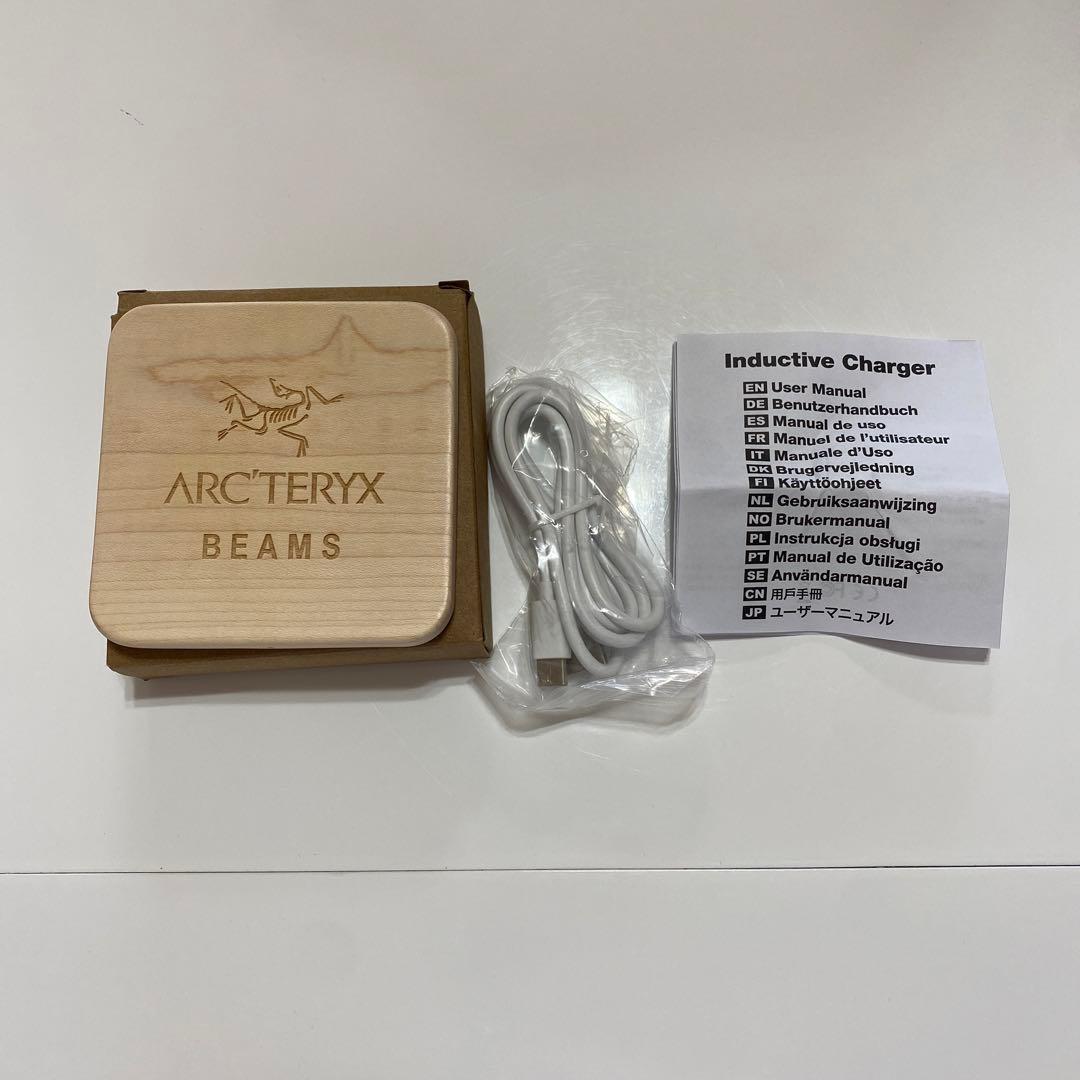 ARC'TERYX
BEAMS
Inductive Charger
EN User Manual
DE Benutzerhandbuch
ES Manual de uso
FR Manuel de l'utilisateur
IT Manuale d'Uso
DK Brugervejledning
FI Käyttöohjeet
NL Gebruiksaanwijzing
NO Brukermanual
PL Instrukcja obsługi
PT Manual de Utilização
SE Användarmanual
CN 用戶手冊
JP ユーザーマニュアル